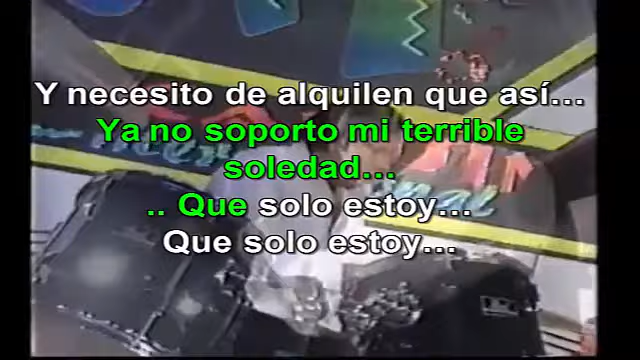 Y necesito de alquilen que así...
Ya no soporto mi terrible
soledad...
.. Que solo estoy...
Que solo estoy...